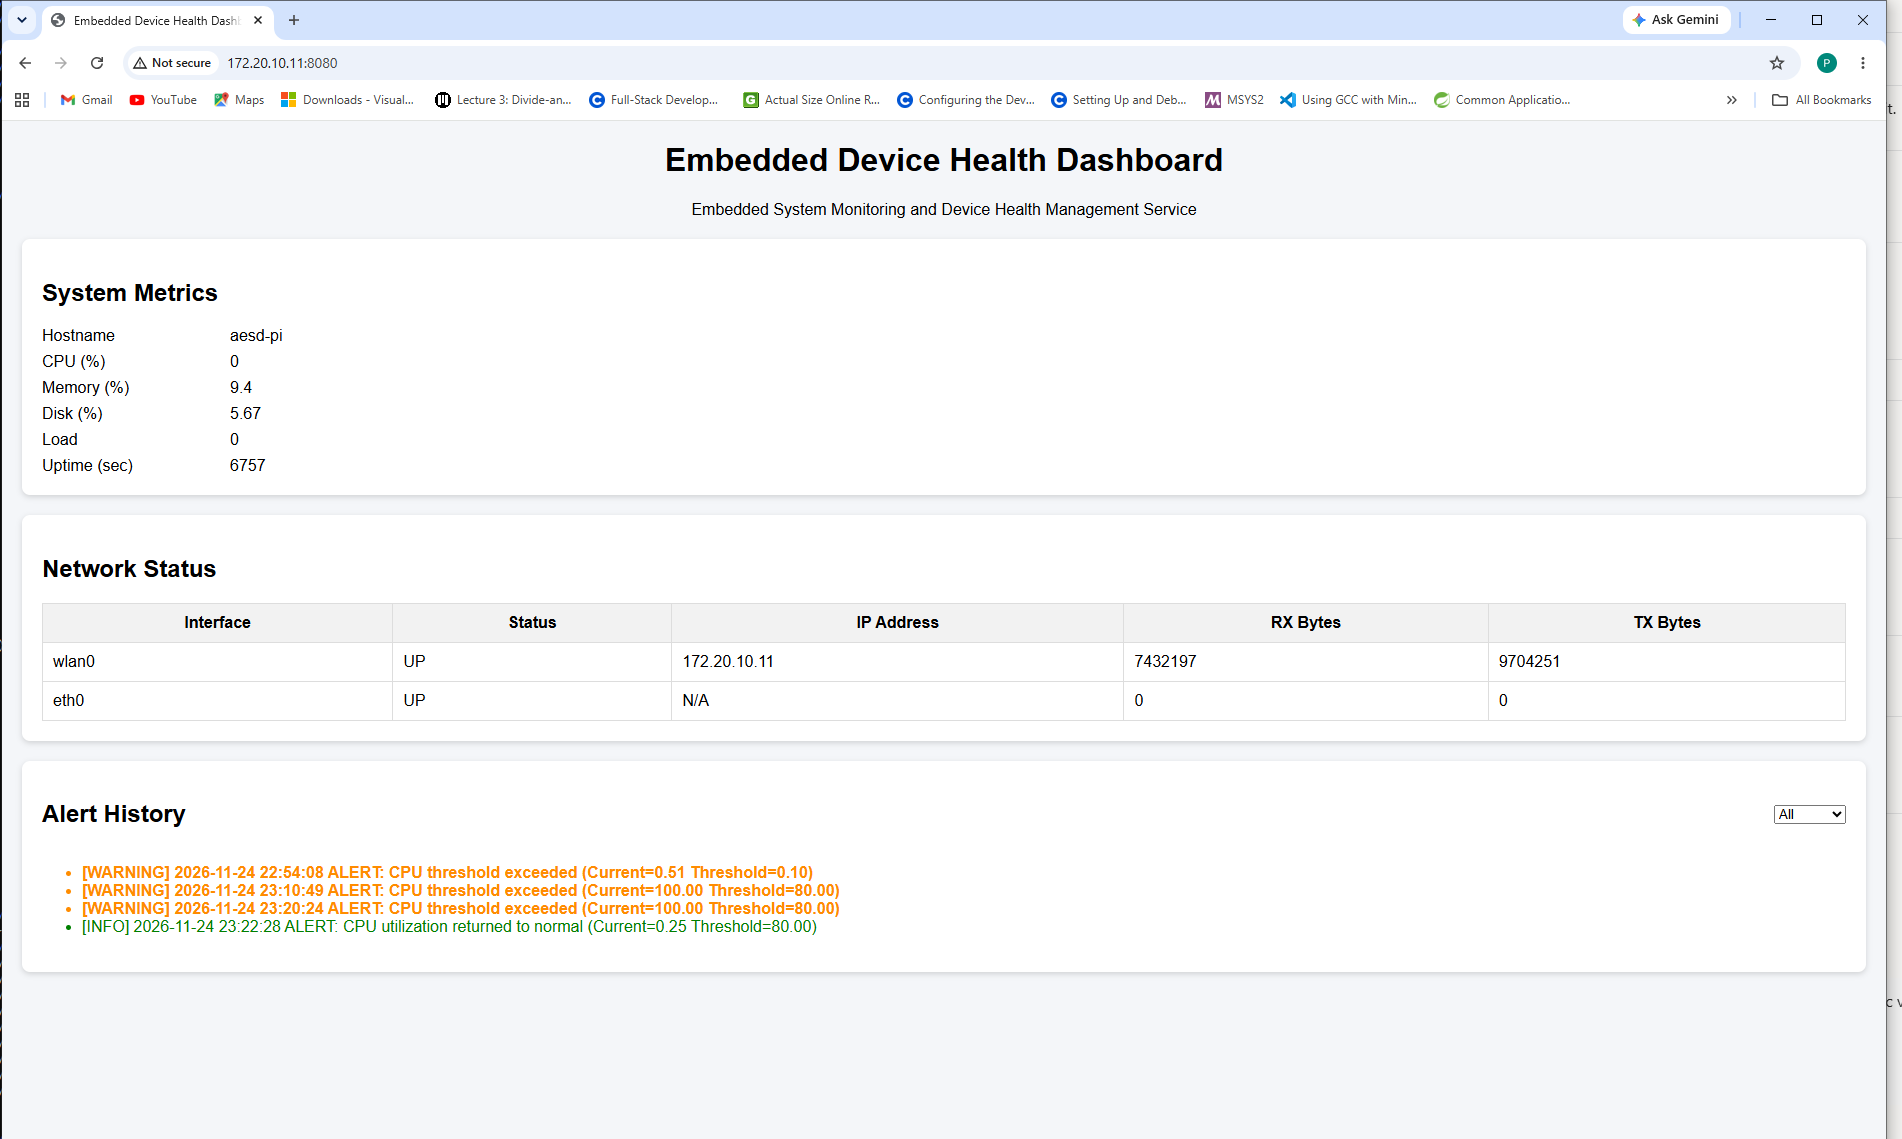 Embedded Device Health Dashb
Ask Gemini
Not secure
172.20.10.11:8080
P
Gmail
YouTube
Maps
Downloads - Visual...
Lecture 3: Divide-an...
Full-Stack Develop...
Actual Size Online R...
Configuring the Dev...
Setting Up and Deb...
MSYS2
Using GCC with Min...
Common Applicatio...
All Bookmarks
t.
Embedded Device Health Dashboard
Embedded System Monitoring and Device Health Management Service
System Metrics
Hostname aesd-pi
CPU (%) 0
Memory (%) 9.4
Disk (%) 5.67
Load 0
Uptime (sec) 6757
Network Status
Interface Status IP Address RX Bytes TX Bytes
wlan0 UP 172.20.10.11 7432197 9704251
eth0 UP N/A 0 0
Alert History
All
[WARNING] 2026-11-24 22:54:08 ALERT: CPU threshold exceeded (Current=0.51 Threshold=0.10)
[WARNING] 2026-11-24 23:10:49 ALERT: CPU threshold exceeded (Current=100.00 Threshold=80.00)
[WARNING] 2026-11-24 23:20:24 ALERT: CPU threshold exceeded (Current=100.00 Threshold=80.00)
[INFO] 2026-11-24 23:22:28 ALERT: CPU utilization returned to normal (Current=0.25 Threshold=80.00)